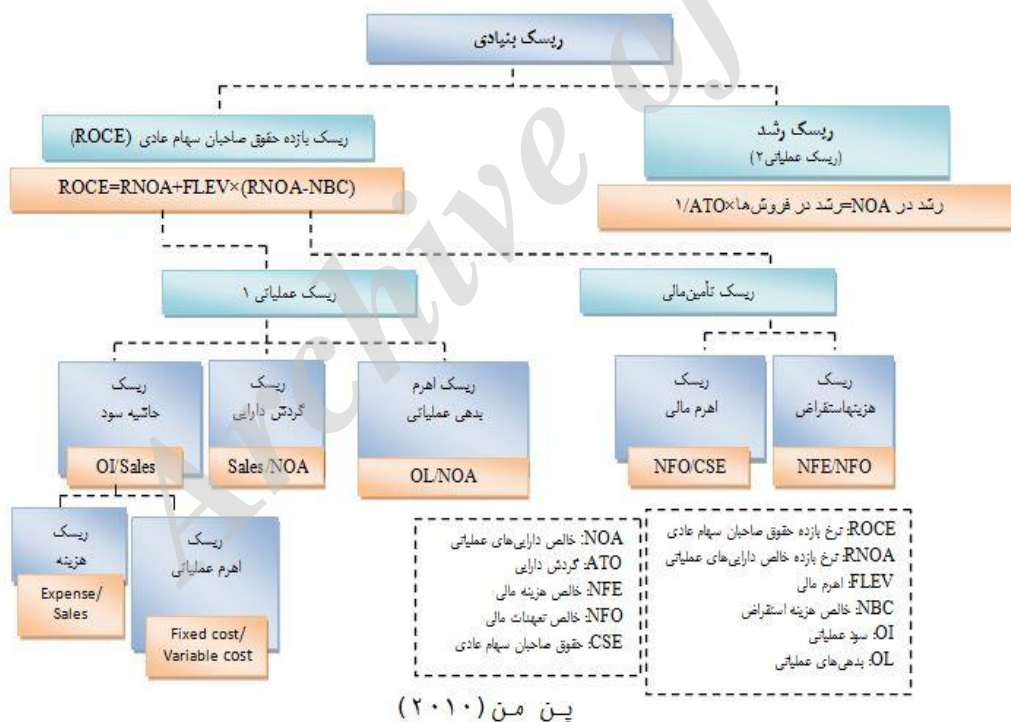 ریسک بنیادی
ریسک بازده حقوق صاحبان سهام عادی (ROCE)
ROCE=RNOA+FLEV×(RNOA-NBC)
ریسک رشد
(ریسک عملیاتی۲)
رشد در NOA=رشد در فروش‌ها×۱/ATO
ریسک عملیاتی ۱
ریسک تأمین‌مالی
ریسک
حاشیه سود
OI/Sales
ریسک
گردش دارایی
Sales/NOA
ریسک اهرم
بدهی عملیاتی
OL/NOA
ریسک
اهرم مالی
NFO/CSE
ریسک
هزینهاستقراض
NFE/NFO
ریسک
هزینه
Expense/
Sales
ریسک
اهرم عملیاتی
Fixed cost/
Variable cost
NOA: خالص دارایی‌های عملیاتی
ATO: گردش دارایی
NFE: خالص هزینه مالی
NFO: خالص تعهدات مالی
CSE: حقوق صاحبان سهام عادی
ROCE: نرخ بازده حقوق صاحبان سهام عادی
RNOA: نرخ بازده خالص دارایی‌های عملیاتی
FLEV: اهرم مالی
NBC: خالص هزینه استقراض
OI: سود عملیاتی
OL: بدهی‌های عملیاتی
پن من(۲۰۱۰)
Archive of